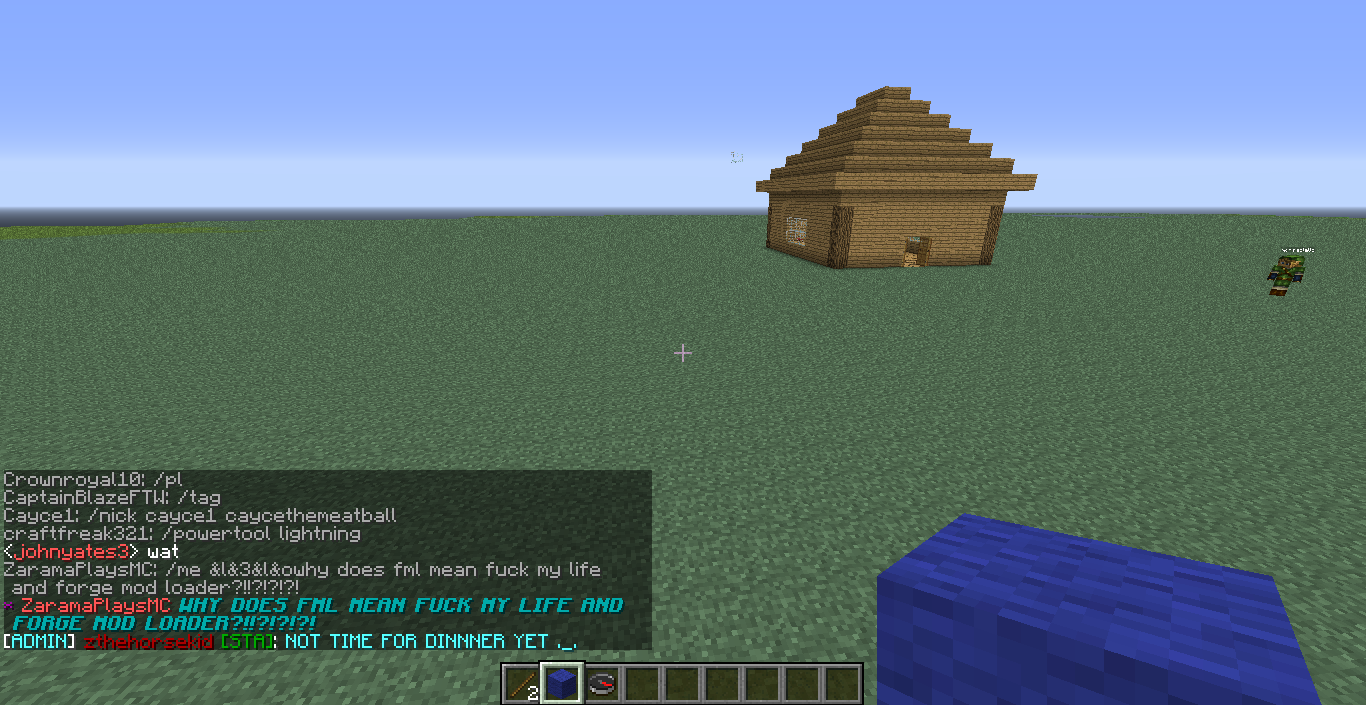 Crownroyal10: /pl
CaptainBlazeFTW: /tag
Cayce1: /nick cayce1 caycethemeatball
craftfreak321: /powertool lightning
<johnyates3> wat
ZaramaPlaysMC: /me &l&3&l&owhy does fml mean fuck my life
and forge mod loader?!!?!?!?!
* ZaramaPlaysMC WHY DOES FML MEAN FUCK MY LIFE AND
FORGE MOD LOADER?!!?!?!?!
[ADMIN] zthehorsekid [STA]: NOT TIME FOR DINNNER YET ._.
2